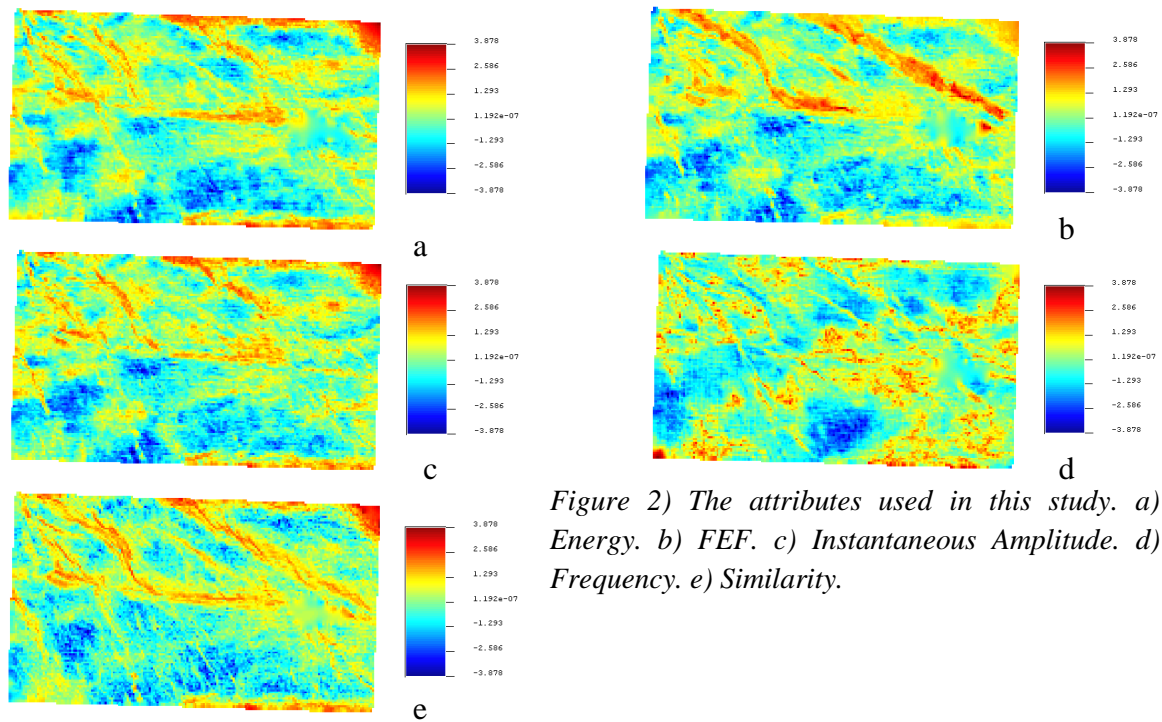 3.878
2.586
1.293
1.192e-07
-1.293
-2.586
-3.878
a
3.878
2.586
1.293
1.192e-07
-1.293
-2.586
-3.878
b
3.878
2.586
1.293
1.192e-07
-1.293
-2.586
-3.878
c
3.878
2.586
1.293
1.192e-07
-1.293
-2.586
-3.878
d
3.878
2.586
1.293
1.192e-07
-1.293
-2.586
-3.878
e
Figure 2) The attributes used in this study. a)
Energy. b) FEF. c) Instantaneous Amplitude. d)
Frequency. e) Similarity.